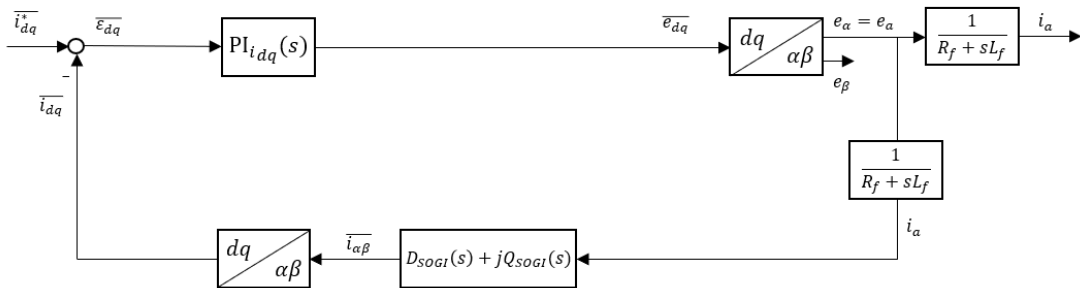 i*dq
εdq
PIidq(s)
edq
dq
αβ
eα = ea
eβ
1
Rf + sLf
ia
−
idq
1
Rf + sLf
ia
dq
αβ
iαβ
DSOGI(s) + jQSOGI(s)